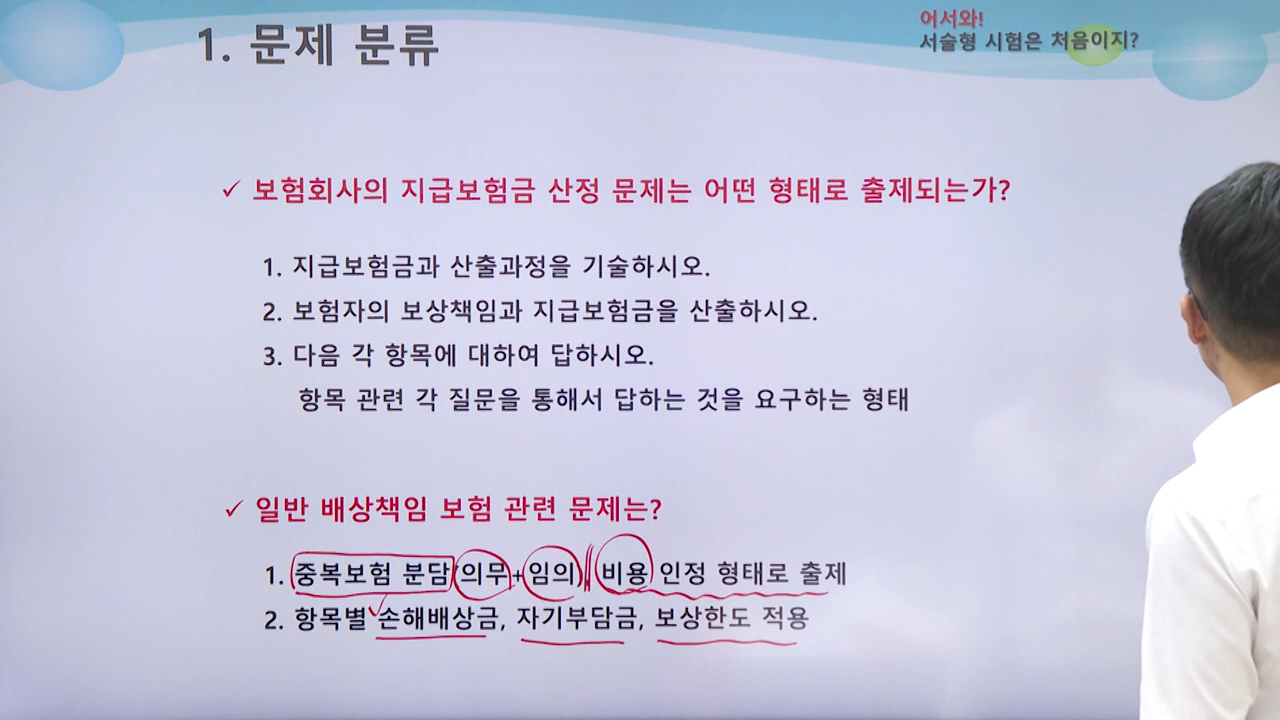 1. 문제 분류
어서와!
서술형 시험은 처음이지?
✓ 보험회사의 지급보험금 산정 문제는 어떤 형태로 출제되는가?
1. 지급보험금과 산출과정을 기술하시오.
2. 보험자의 보상책임과 지급보험금을 산출하시오.
3. 다음 각 항목에 대하여 답하시오.
항목 관련 각 질문을 통해서 답하는 것을 요구하는 형태
✓ 일반 배상책임 보험 관련 문제는?
1. 중복보험 분담(의무+임의), 비용 인정 형태로 출제
2. 항목별 손해배상금, 자기부담금, 보상한도 적용